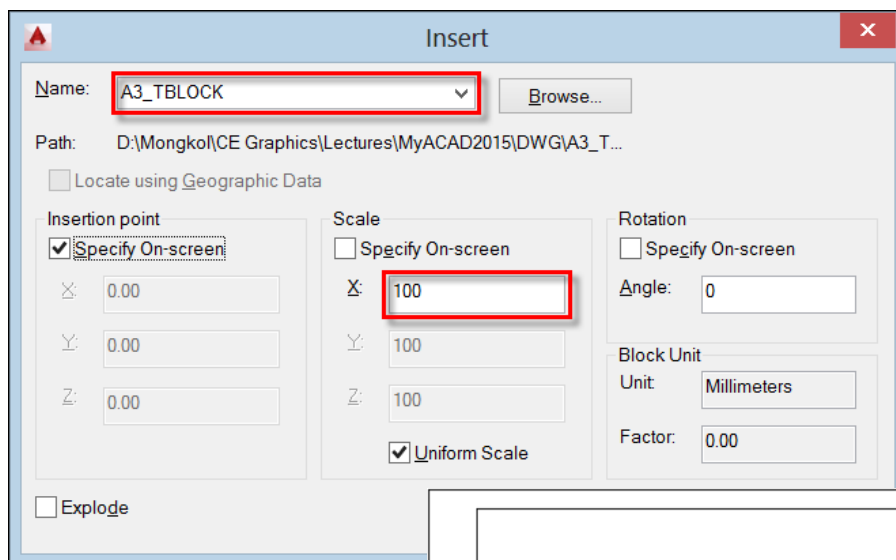 Insert
Name: A3_TBLOCK Browse...
Path: D:\Mongkol\CE Graphics\Lectures\MyACAD2015\DWG\A3_T...
Locate using Geographic Data
Insertion point
Specify On-screen
X: 0.00
Y: 0.00
Z: 0.00
Scale
Specify On-screen
X: 100
Y: 100
Z: 100
Uniform Scale
Rotation
Specify On-screen
Angle: 0
Block Unit
Unit: Millimeters
Factor: 0.00
Explode